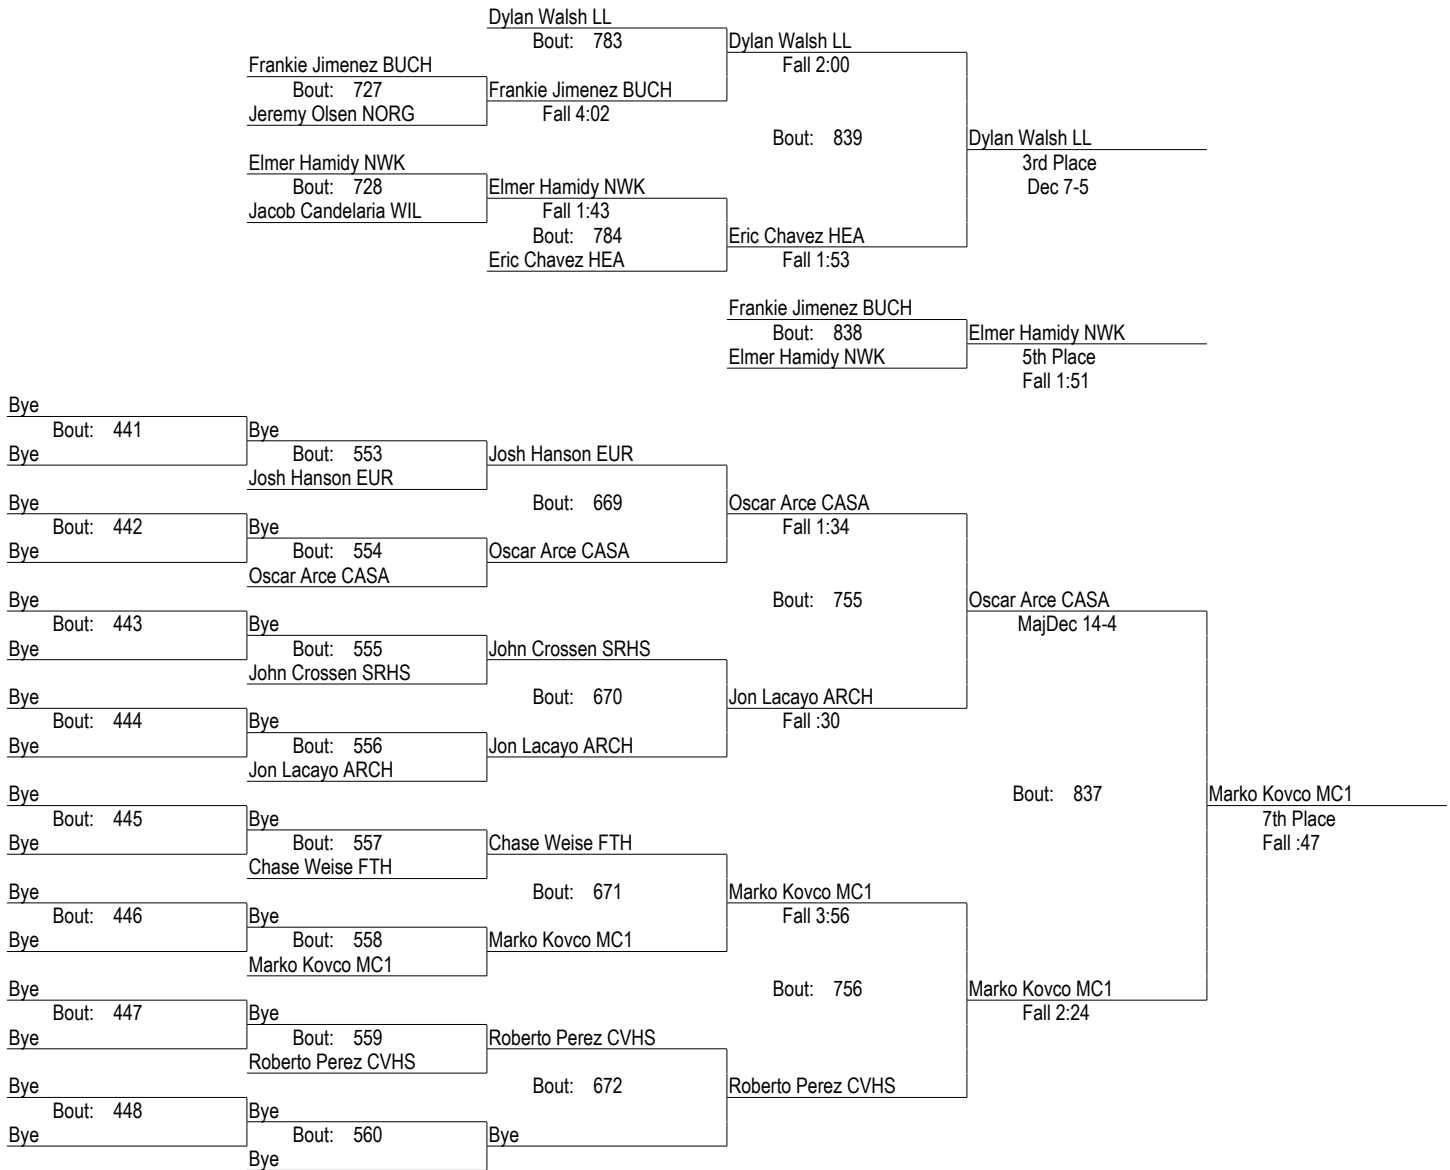 Dylan Walsh LL
Bout: 783
Dylan Walsh LL
Frankie Jimenez BUCH
Fall 2:00
Bout: 727
Frankie Jimenez BUCH
Jeremy Olsen NORG
Fall 4:02
Bout: 839
Dylan Walsh LL
Elmer Hamidy NWK
3rd Place
Bout: 728
Elmer Hamidy NWK
Dec 7-5
Jacob Candelaria WIL
Fall 1:43
Bout: 784
Eric Chavez HEA
Eric Chavez HEA
Fall 1:53
Frankie Jimenez BUCH
Bout: 838
Elmer Hamidy NWK
Elmer Hamidy NWK
5th Place
Fall 1:51
Bye
Bout: 441
Bye
Bye
Bout: 553
Josh Hanson EUR
Josh Hanson EUR
Bye
Bout: 669
Oscar Arce CASA
Bout: 442
Bye
Fall 1:34
Bye
Bout: 554
Oscar Arce CASA
Oscar Arce CASA
Bye
Bout: 755
Oscar Arce CASA
Bout: 443
Bye
MajDec 14-4
Bye
Bout: 555
John Crossen SRHS
John Crossen SRHS
Bye
Bout: 670
Jon Lacayo ARCH
Bout: 444
Bye
Fall :30
Bye
Bout: 556
Jon Lacayo ARCH
Jon Lacayo ARCH
Bye
Bout: 837
Marko Kovco MC1
Bout: 445
Bye
7th Place
Bye
Bout: 557
Chase Weise FTH
Fall :47
Chase Weise FTH
Bye
Bout: 671
Marko Kovco MC1
Bout: 446
Bye
Fall 3:56
Bye
Bout: 558
Marko Kovco MC1
Marko Kovco MC1
Bye
Bout: 756
Marko Kovco MC1
Bout: 447
Bye
Fall 2:24
Bye
Bout: 559
Roberto Perez CVHS
Roberto Perez CVHS
Bye
Bout: 672
Roberto Perez CVHS
Bout: 448
Bye
Bye
Bout: 560
Bye
Bye